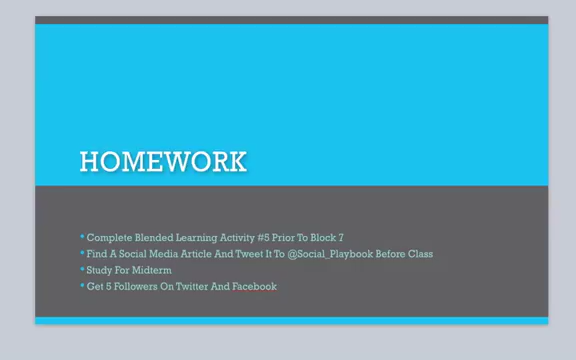 HOMEWORK
• Complete Blended Learning Activity #5 Prior To Block 7
• Find A Social Media Article And Tweet It To @Social_Playbook Before Class
• Study For Midterm
• Get 5 Followers On Twitter And Facebook